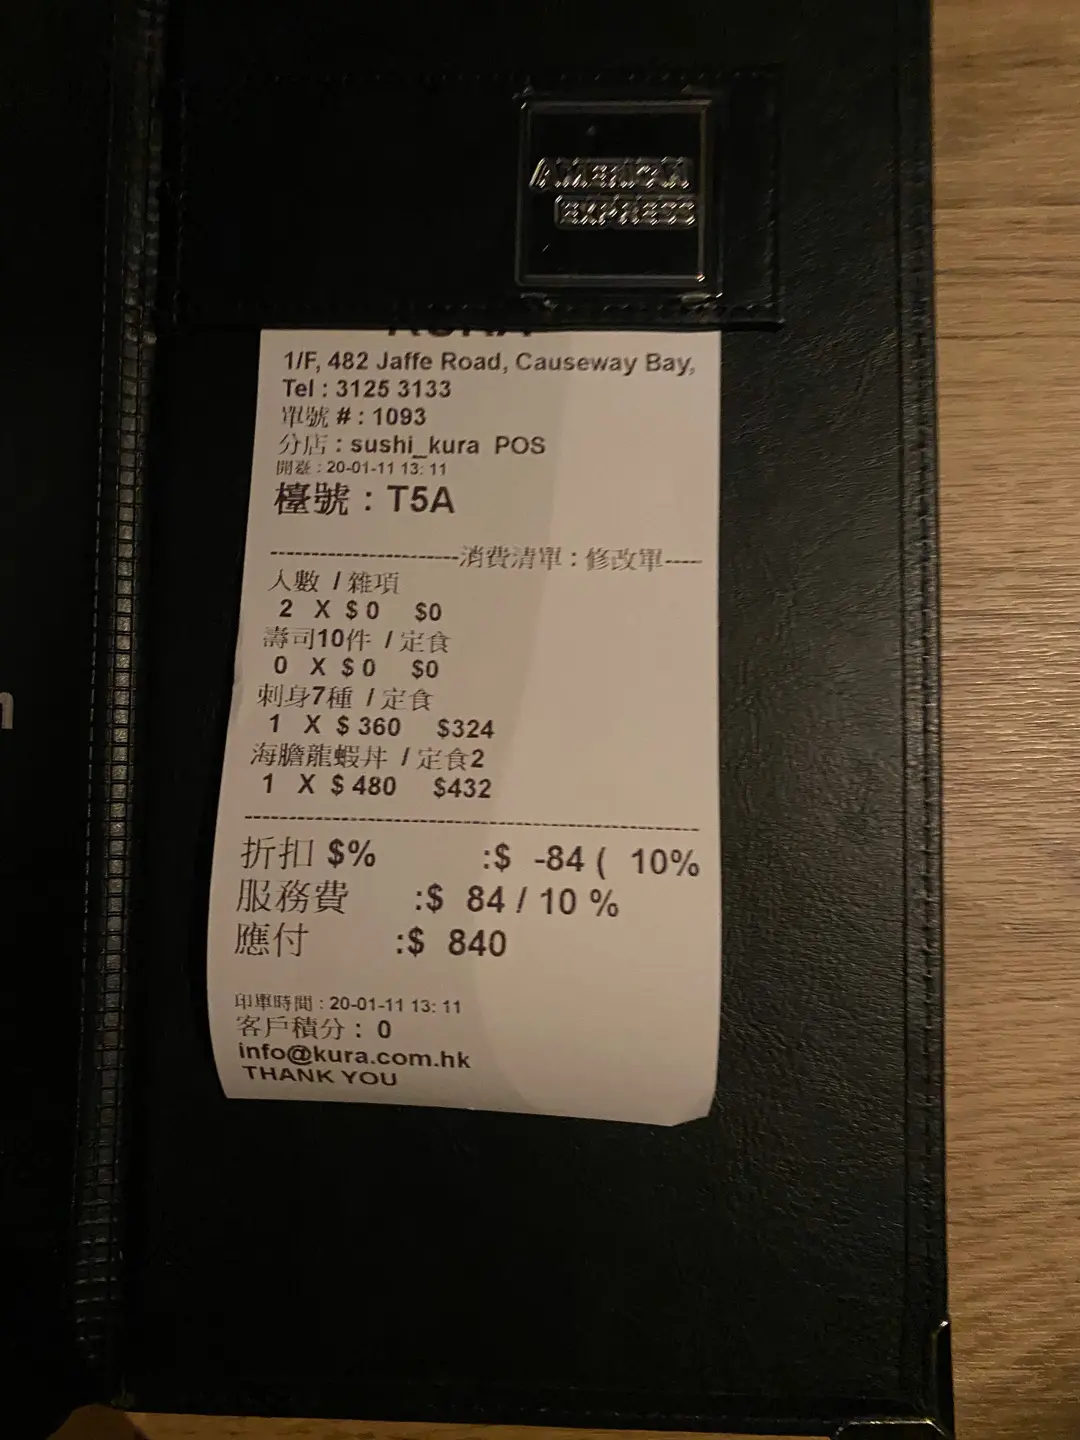 AMERICAN
EXPRESS
1/F, 482 Jaffe Road, Causeway Bay,
Tel : 3125 3133
單號 # : 1093
分店 : sushi_kura POS
開臺 : 20-01-11 13: 11
檯號 : T5A
-----------------------消費清單 : 修改單-----
人數 / 雜項
2 X $ 0 $0
壽司10件 / 定食
0 X $ 0 $0
刺身7種 / 定食
1 X $ 360 $324
海膽龍蝦丼 / 定食2
1 X $ 480 $432
折扣 $% :$ -84 ( 10%
服務費 :$ 84 / 10 %
應付 :$ 840
印單時間 : 20-01-11 13: 11
客戶積分 : 0
info@kura.com.hk
THANK YOU